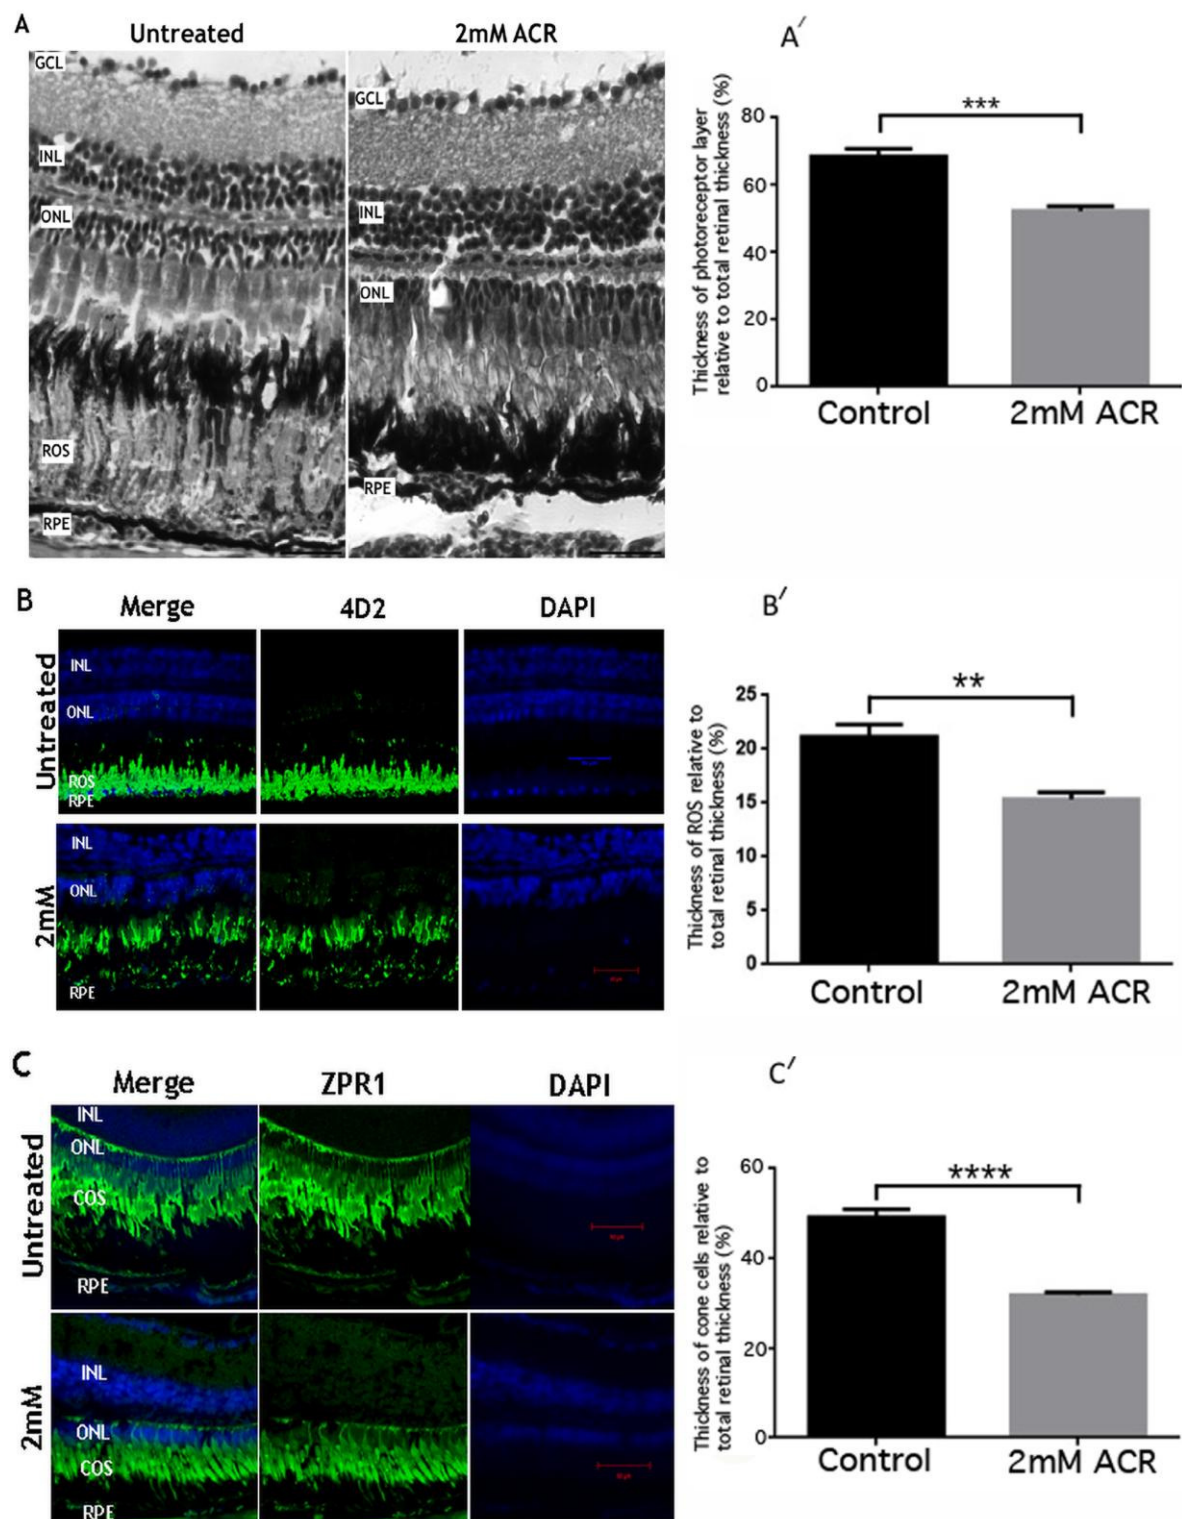 A
Untreated
2mM ACR
GCL
INL
ONL
ROS
RPE
GCL
INL
ONL
RPE
A′
Thickness of photoreceptor layer
relative to total retinal thickness (%)
80
60
40
20
0
***
Control
2mM ACR
B
Merge
4D2
DAPI
Untreated
INL
ONL
ROS
RPE
2mM
INL
ONL
RPE
B′
Thickness of ROS relative to
total retinal thickness (%)
25
20
15
10
5
0
**
Control
2mM ACR
C
Merge
ZPR1
DAPI
Untreated
INL
ONL
COS
RPE
2mM
INL
ONL
COS
RPE
C′
Thickness of cone cells relative to
total retinal thickness (%)
60
40
20
0
****
Control
2mM ACR